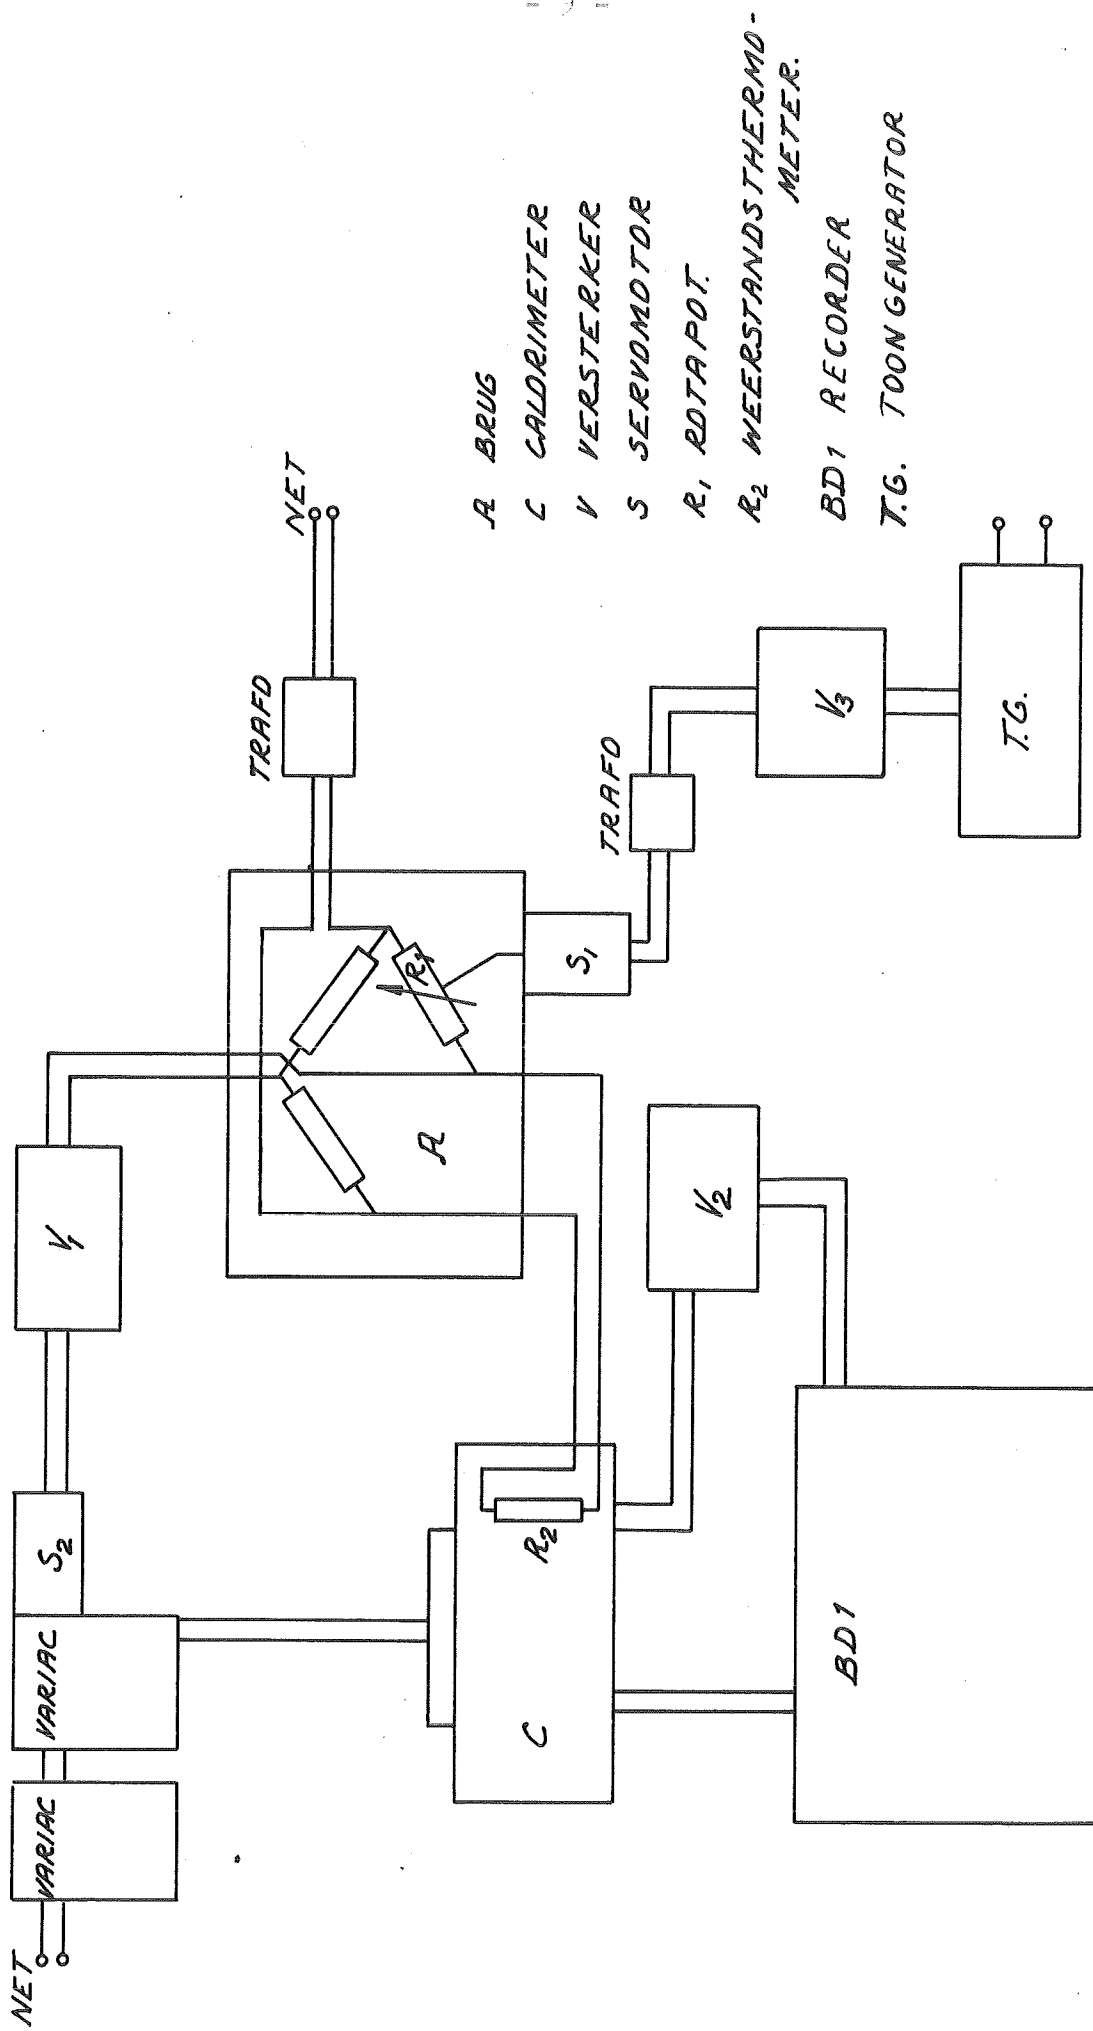 NET
VARIAC
VARIAC
S2
V1
TRAFO
NET
A
R1
S1
TRAFO
V3
T.G.
C
R2
V2
BD1
A BRUG
C CALORIMETER
V VERSTERKER
S SERVOMOTOR
R1 ROTAPOT.
R2 WEERSTANDSTHERMO-
METER.
BD1 RECORDER
T.G. TOONGENERATOR